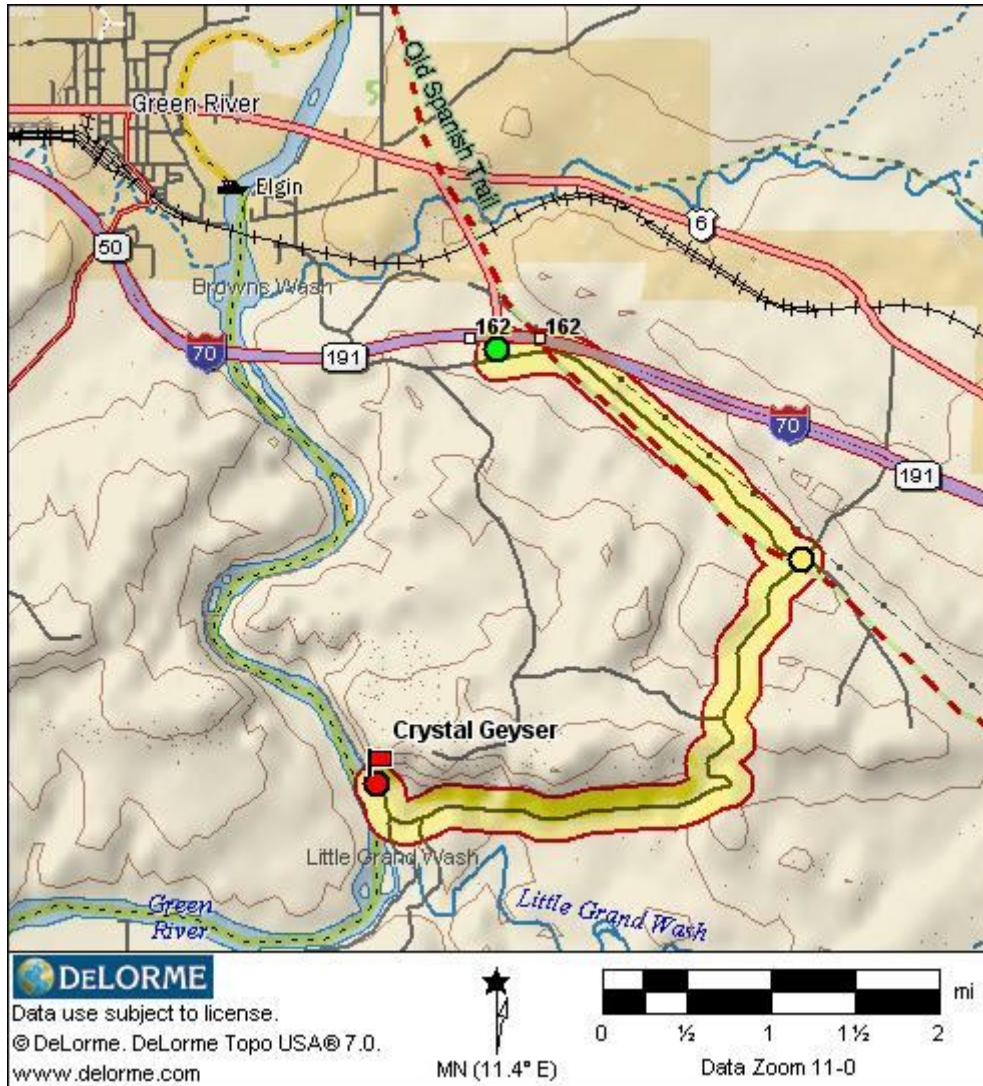 Green River
Old Spanish Trail
Elgin
6
50
Browns Wash
162
162
70
191
70
191
Crystal Geyser
Little Grand Wash
Green
River
Little Grand Wash
DELORME
Data use subject to license.
© DeLorme. DeLorme Topo USA® 7.0.
www.delorme.com
MN (11.4° E)
mi
0 ½ 1 1½ 2
Data Zoom 11-0